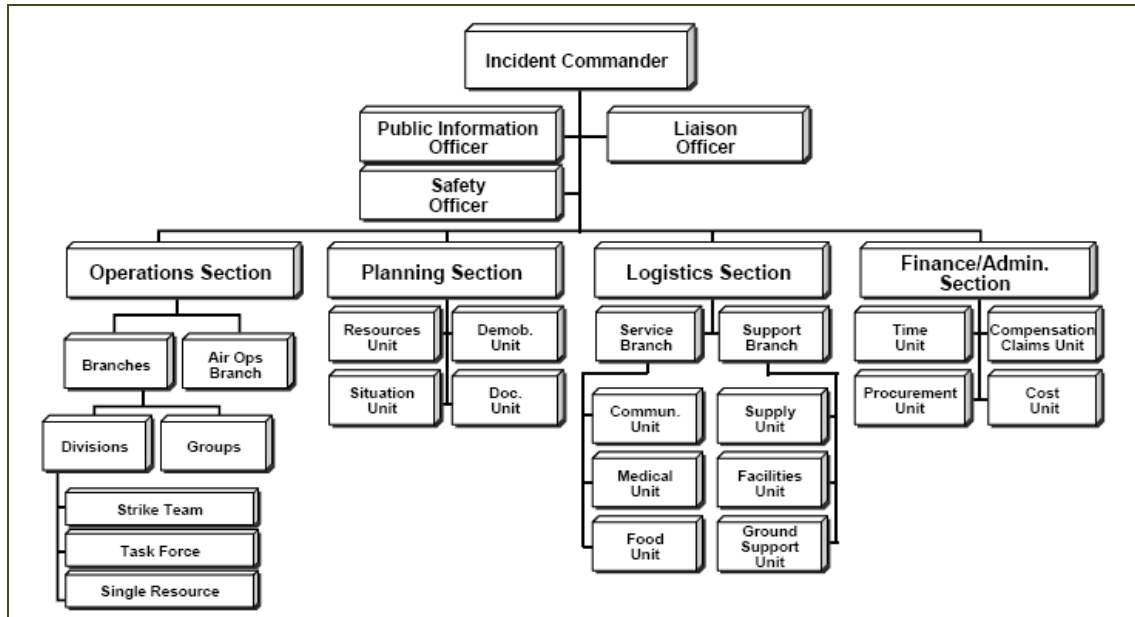 Incident Commander
Public Information
Officer
Liaison
Officer
Safety
Officer
Operations Section
Planning Section
Logistics Section
Finance/Admin.
Section
Branches
Air Ops
Branch
Divisions
Groups
Strike Team
Task Force
Single Resource
Resources
Unit
Demob.
Unit
Situation
Unit
Doc.
Unit
Service
Branch
Support
Branch
Commun.
Unit
Supply
Unit
Medical
Unit
Facilities
Unit
Food
Unit
Ground
Support
Unit
Time
Unit
Compensation
Claims Unit
Procurement
Unit
Cost
Unit